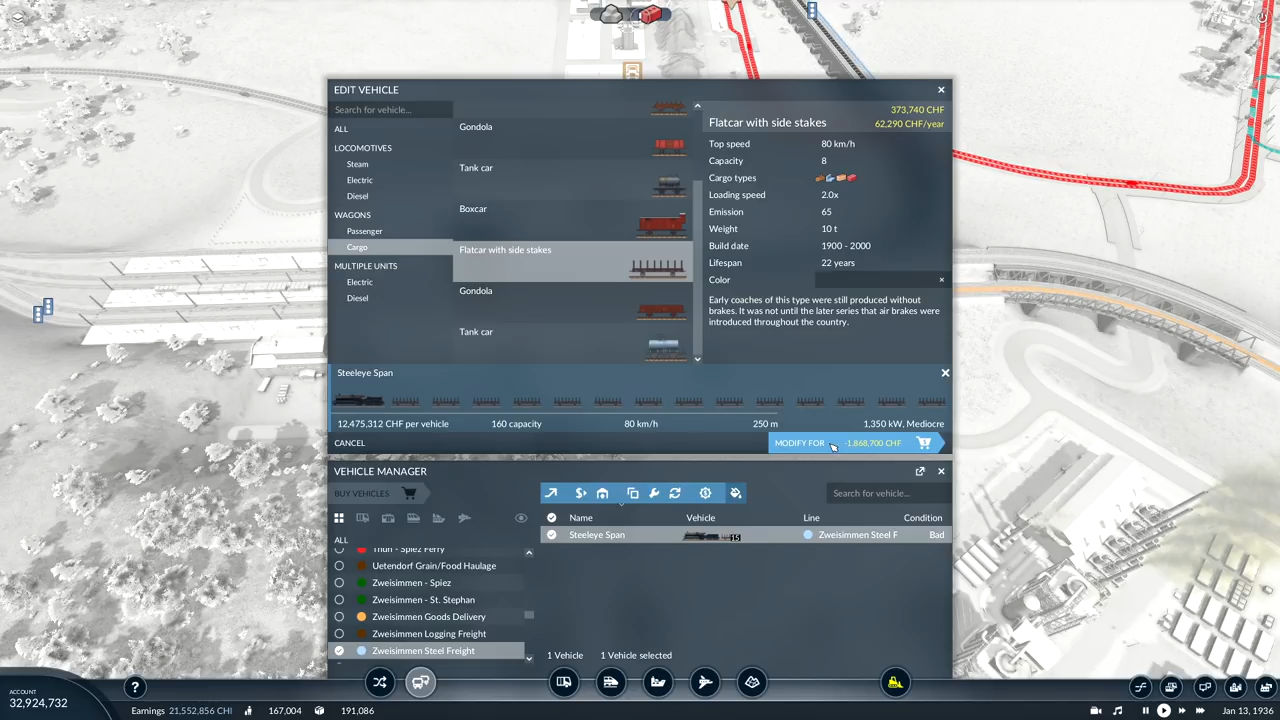 EDIT VEHICLE
Search for vehicle...
ALL
LOCOMOTIVES
Steam
Electric
Diesel
WAGONS
Passenger
Cargo
MULTIPLE UNITS
Electric
Diesel
Gondola
Tank car
Boxcar
Flatcar with side stakes
Gondola
Tank car
373,740 CHF
Flatcar with side stakes
62,290 CHF/year
Top speed 80 km/h
Capacity 8
Cargo types
Loading speed 2.0x
Emission 65
Weight 10 t
Build date 1900 - 2000
Lifespan 22 years
Color
Early coaches of this type were still produced without
brakes. It was not until the later series that air brakes were
introduced throughout the country.
Steeleye Span
12,475,312 CHF per vehicle 160 capacity 80 km/h 250 m 1,350 kW, Mediocre
CANCEL
MODIFY FOR -1,868,700 CHF
VEHICLE MANAGER
BUY VEHICLES
Search for vehicle...
ALL
Thun - Spiez Ferry
Uetendorf Grain/Food Haulage
Zweisimmen - Spiez
Zweisimmen - St. Stephan
Zweisimmen Goods Delivery
Zweisimmen Logging Freight
Zweisimmen Steel Freight
Name Vehicle Line Condition
Steeleye Span 15 Zweisimmen Steel F Bad
1 Vehicle 1 Vehicle selected
ACCOUNT
32,924,732
?
Earnings 21,552,856 CHI 167,004 191,086
Jan 13, 1936